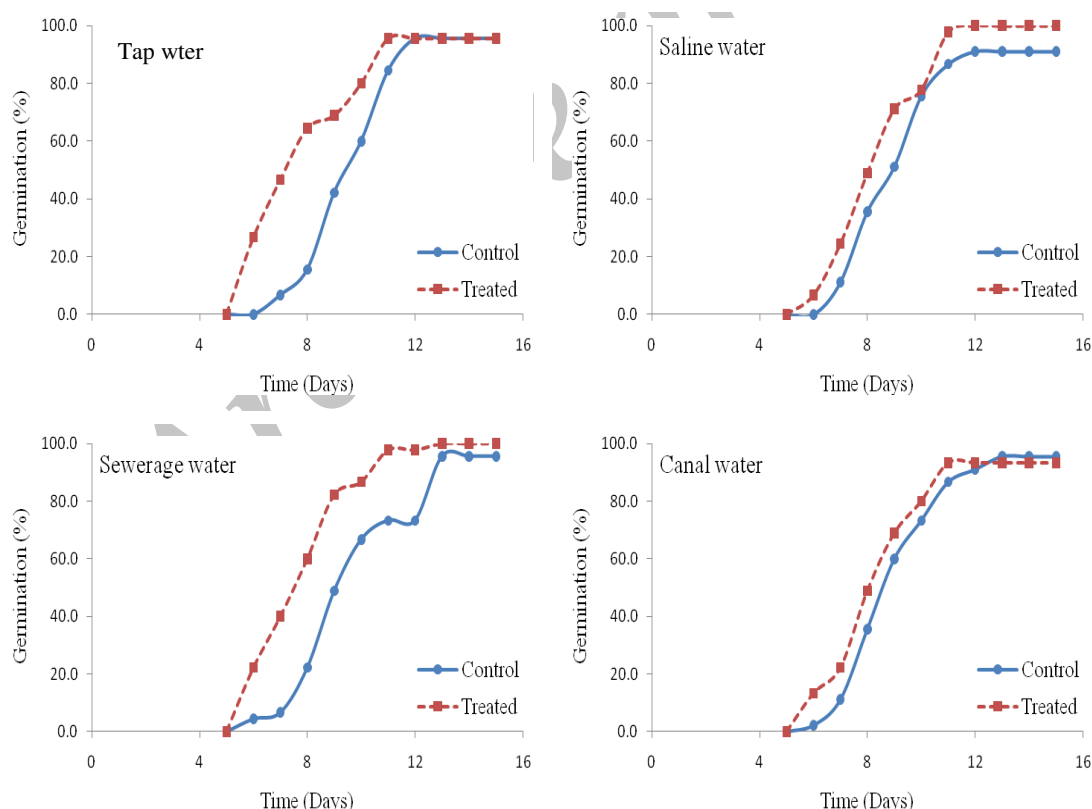 Tap wter
Germination (%)
100.0
80.0
60.0
40.0
20.0
0.0
0
4
8
12
16
Time (Days)
Control
Treated
Saline water
Germination (%)
100.0
80.0
60.0
40.0
20.0
0.0
0
4
8
12
16
Time (Days)
Control
Treated
Sewerage water
Germination (%)
100.0
80.0
60.0
40.0
20.0
0.0
0
4
8
12
16
Time (Days)
Control
Treated
Canal water
Germination (%)
100.0
80.0
60.0
40.0
20.0
0.0
0
4
8
12
16
Time (Days)
Control
Treated